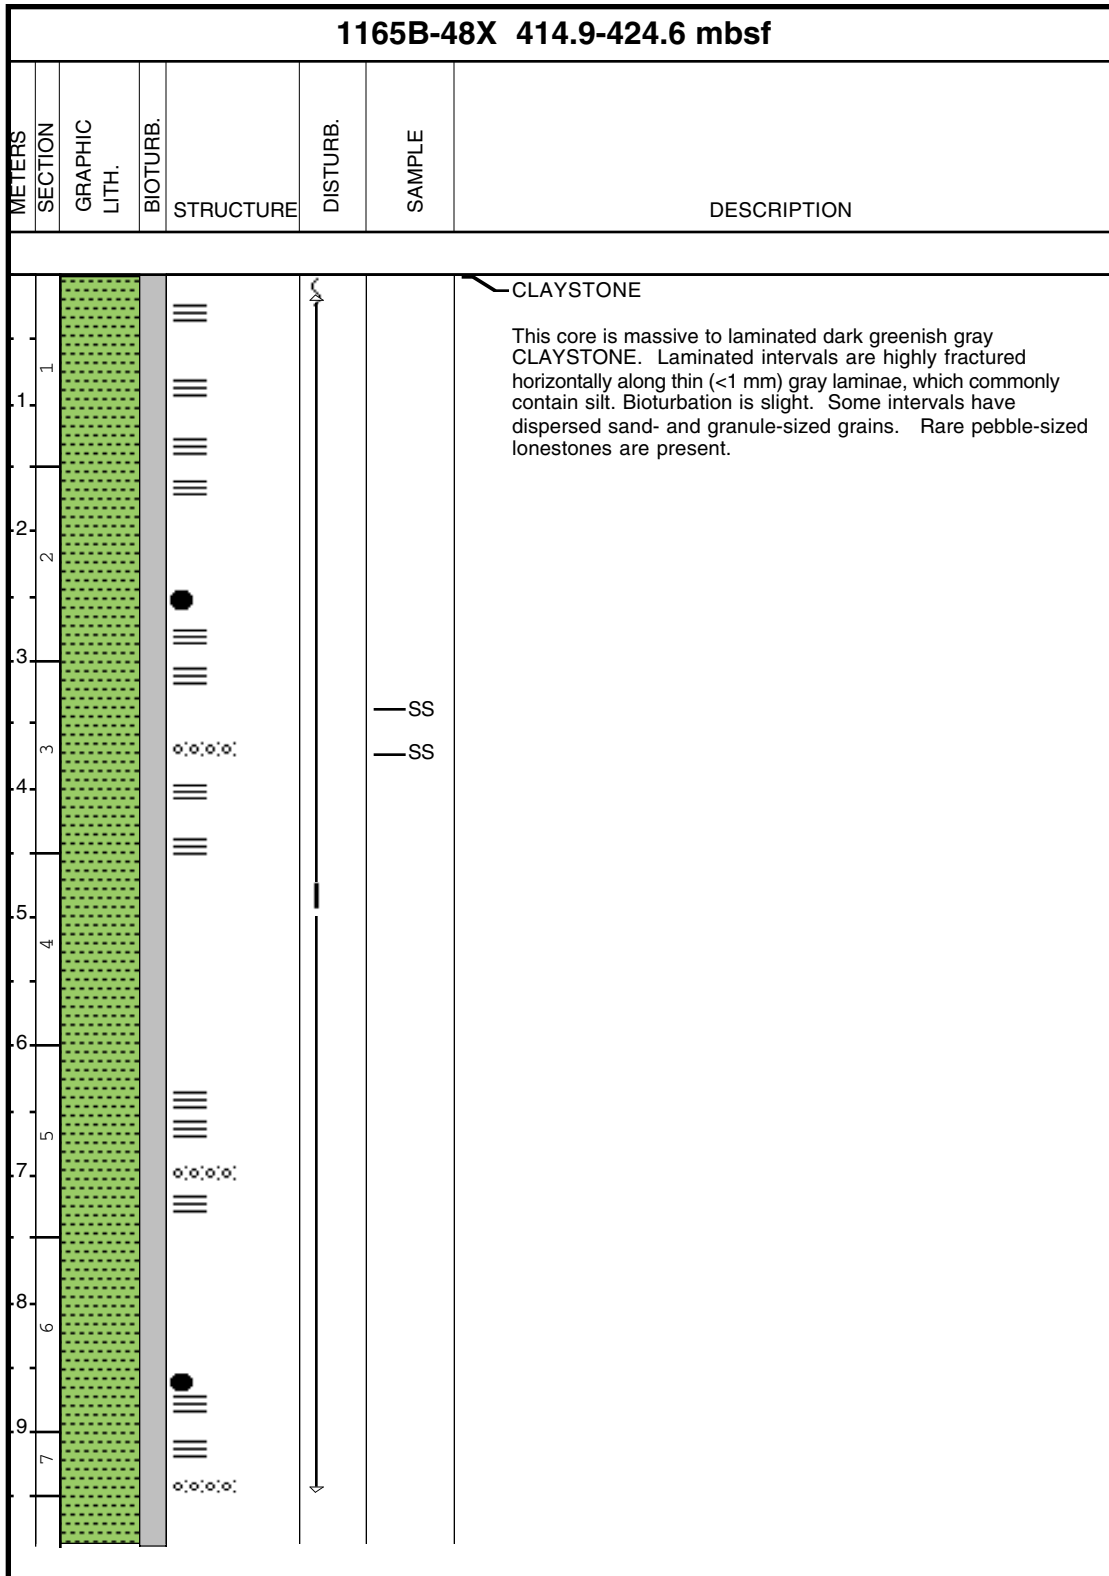 1165B-48X 414.9-424.6 mbsf
METERS
SECTION
GRAPHIC
LITH.
BIOTURB.
STRUCTURE
DISTURB.
SAMPLE
DESCRIPTION
CLAYSTONE
This core is massive to laminated dark greenish gray
CLAYSTONE. Laminated intervals are highly fractured
horizontally along thin (<1 mm) gray laminae, which commonly
contain silt. Bioturbation is slight. Some intervals have
dispersed sand- and granule-sized grains. Rare pebble-sized
lonestones are present.
1
1
2
2
3
SS
3
SS
4
5
4
6
5
7
8
6
9
7